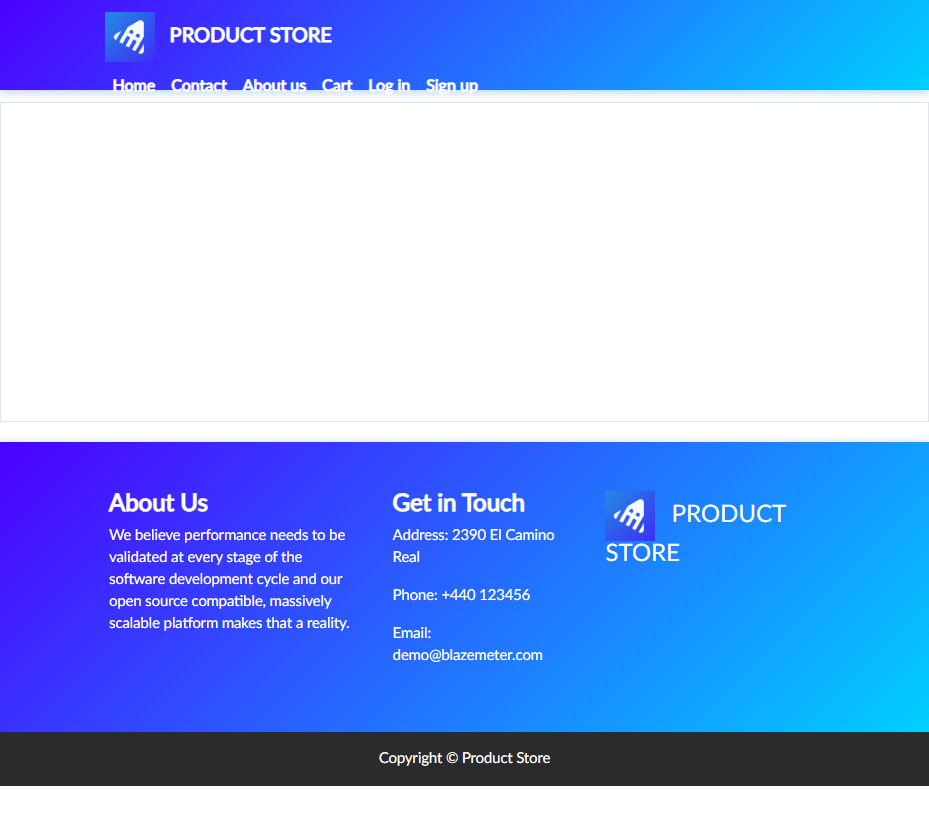 PRODUCT STORE
Home Contact About us Cart Log in Sign up
About Us
We believe performance needs to be
validated at every stage of the
software development cycle and our
open source compatible, massively
scalable platform makes that a reality.
Get in Touch
Address: 2390 El Camino
Real
Phone: +440 123456
Email:
demo@blazemeter.com
PRODUCT
STORE
Copyright © Product Store